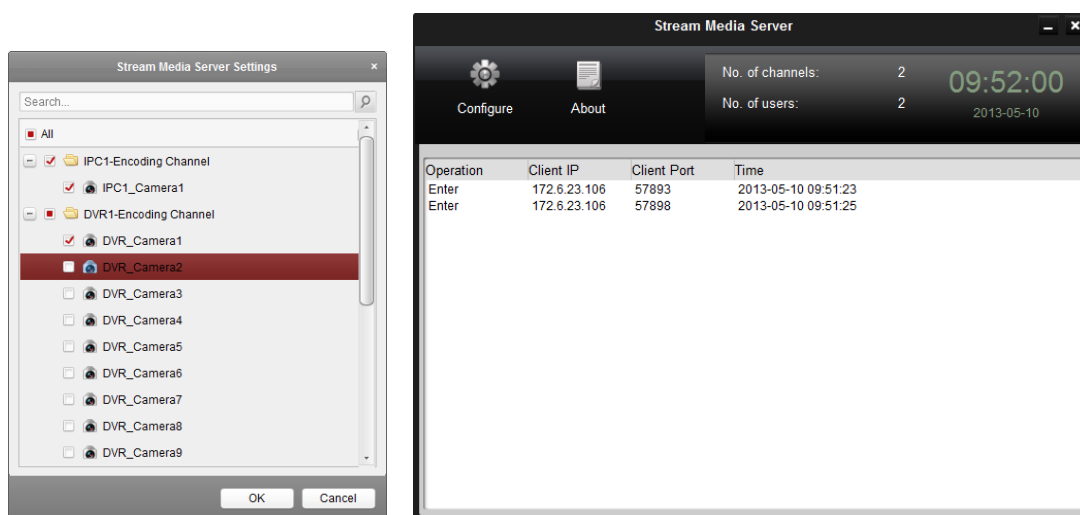 Stream Media Server Settings
Search...
All
IPC1-Encoding Channel
IPC1_Camera1
DVR1-Encoding Channel
DVR_Camera1
DVR_Camera2
DVR_Camera3
DVR_Camera4
DVR_Camera5
DVR_Camera6
DVR_Camera7
DVR_Camera8
DVR_Camera9
OK Cancel
Stream Media Server
Configure About
No. of channels: 2
No. of users: 2
09:52:00
2013-05-10
Operation Client IP Client Port Time
Enter 172.6.23.106 57893 2013-05-10 09:51:23
Enter 172.6.23.106 57898 2013-05-10 09:51:25